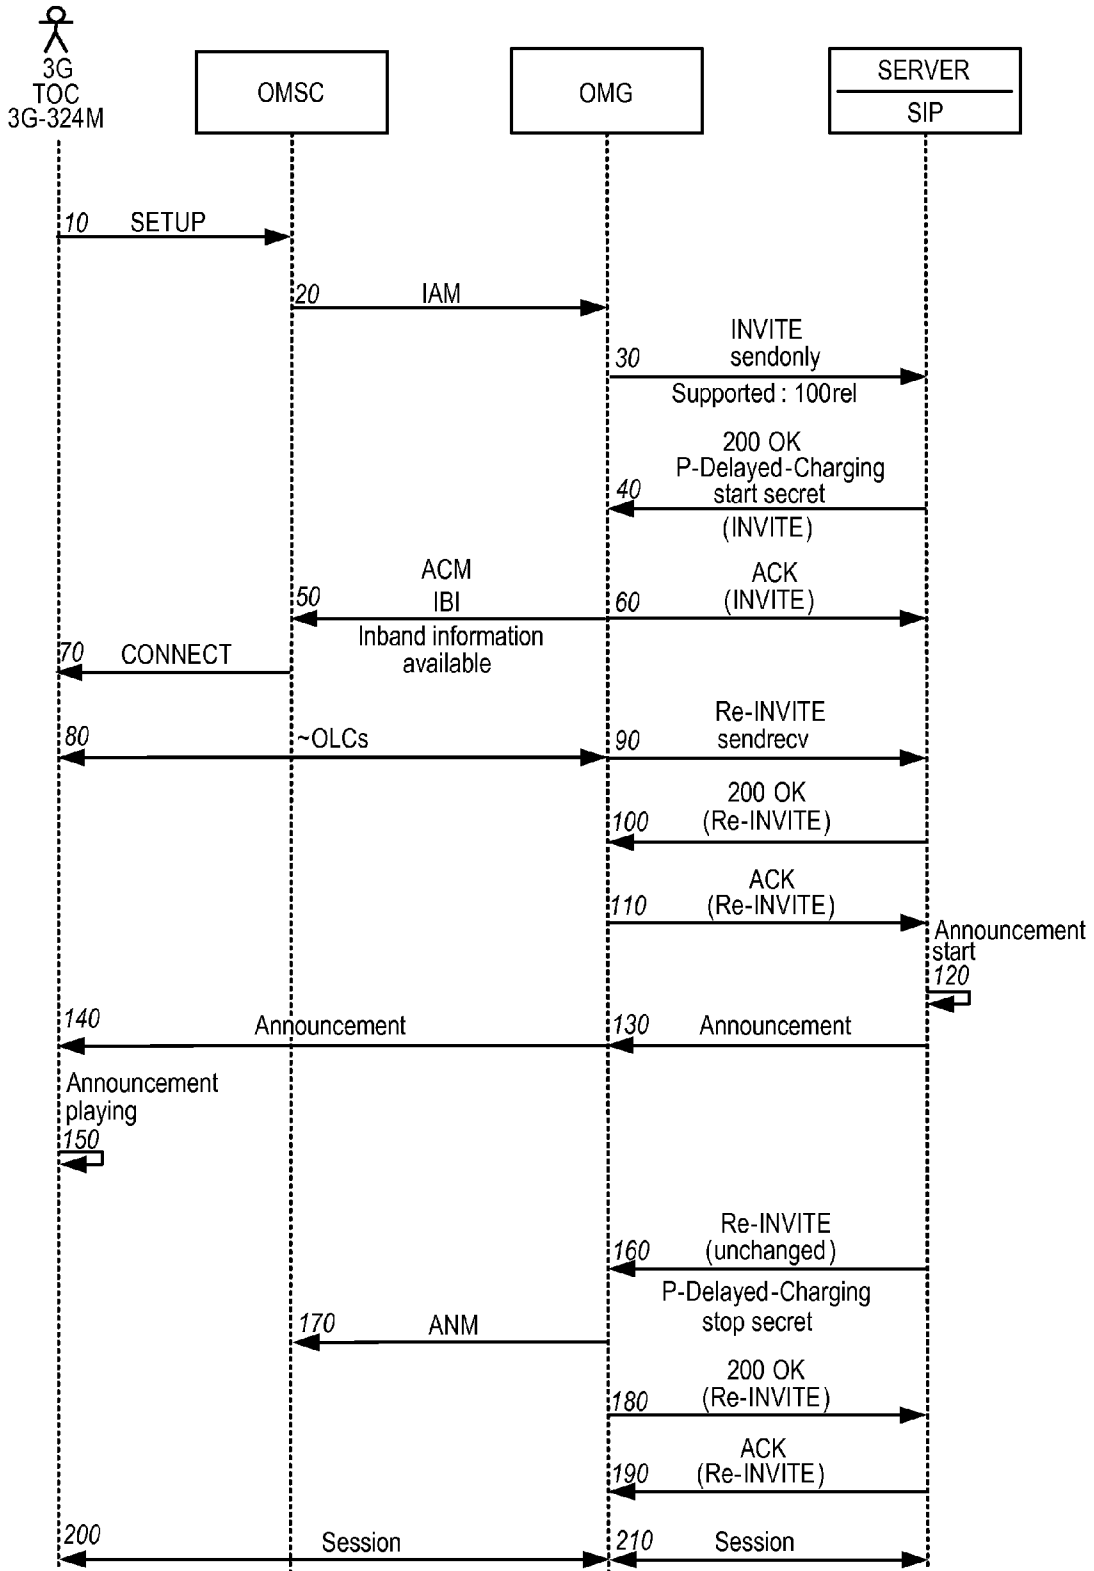 3G
TOC
3G-324M
OMSC
OMG
SERVER
SIP
10 SETUP
20 IAM
INVITE
30 sendonly
Supported : 100rel
200 OK
P-Delayed-Charging
40 start secret
(INVITE)
ACM
50 IBI
Inband information
available
ACK
60 (INVITE)
70 CONNECT
80 ~OLCs
Re-INVITE
90 sendrecv
200 OK
100 (Re-INVITE)
ACK
110 (Re-INVITE)
Announcement
start
120
140 Announcement
130 Announcement
Announcement
playing
150
Re-INVITE
160 (unchanged)
P-Delayed-Charging
stop secret
170 ANM
200 OK
180 (Re-INVITE)
ACK
190 (Re-INVITE)
200 Session
210 Session